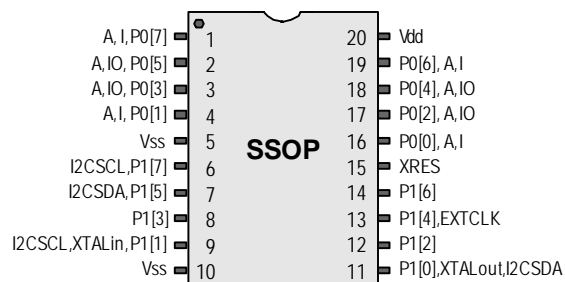 A, I, P0[7] 1 20 Vdd
A, IO, P0[5] 2 19 P0[6], A, I
A, IO, P0[3] 3 18 P0[4], A, IO
A, I, P0[1] 4 17 P0[2], A, IO
Vss 5 SSOP 16 P0[0], A, I
I2CSCL, P1[7] 6 15 XRES
I2CSDA, P1[5] 7 14 P1[6]
P1[3] 8 13 P1[4], EXTCLK
I2CSCL, XTALin, P1[1] 9 12 P1[2]
Vss 10 11 P1[0], XTALout, I2CSDA